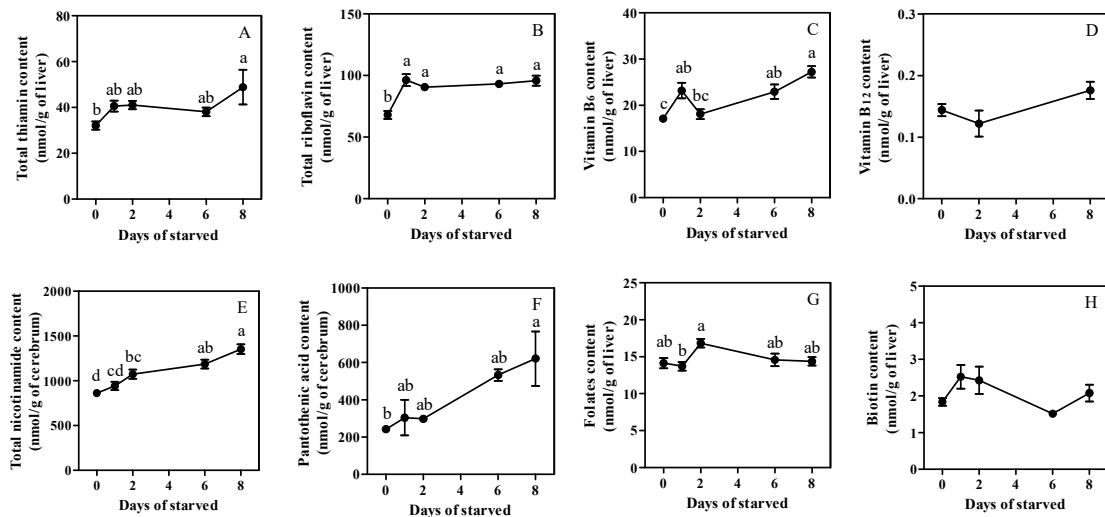 A
Total thiamin content
(nmol/g of liver)
80
60
40
20
0
b
ab
ab
ab
a
0
2
4
6
8
Days of starved
B
Total riboflavin content
(nmol/g of liver)
150
100
50
0
b
a
a
a
a
0
2
4
6
8
Days of starved
C
Vitamin B6 content
(nmol/g of liver)
40
30
20
10
0
c
ab
bc
ab
a
0
2
4
6
8
Days of starved
D
Vitamin B12 content
(nmol/g of liver)
0.3
0.2
0.1
0.0
0
2
4
6
8
Days of starved
E
Total nicotinamide content
(nmol/g of cerebrum)
2000
1500
1000
500
0
d
cd
bc
ab
a
0
2
4
6
8
Days of starved
F
Pantothenic acid content
(nmol/g of cerebrum)
1000
800
600
400
200
0
b
ab
ab
ab
a
0
2
4
6
8
Days of starved
G
Folates content
(nmol/g of liver)
25
20
15
10
5
0
ab
b
a
ab
ab
0
2
4
6
8
Days of starved
H
Biotin content
(nmol/g of liver)
5
4
3
2
1
0
0
2
4
6
8
Days of starved